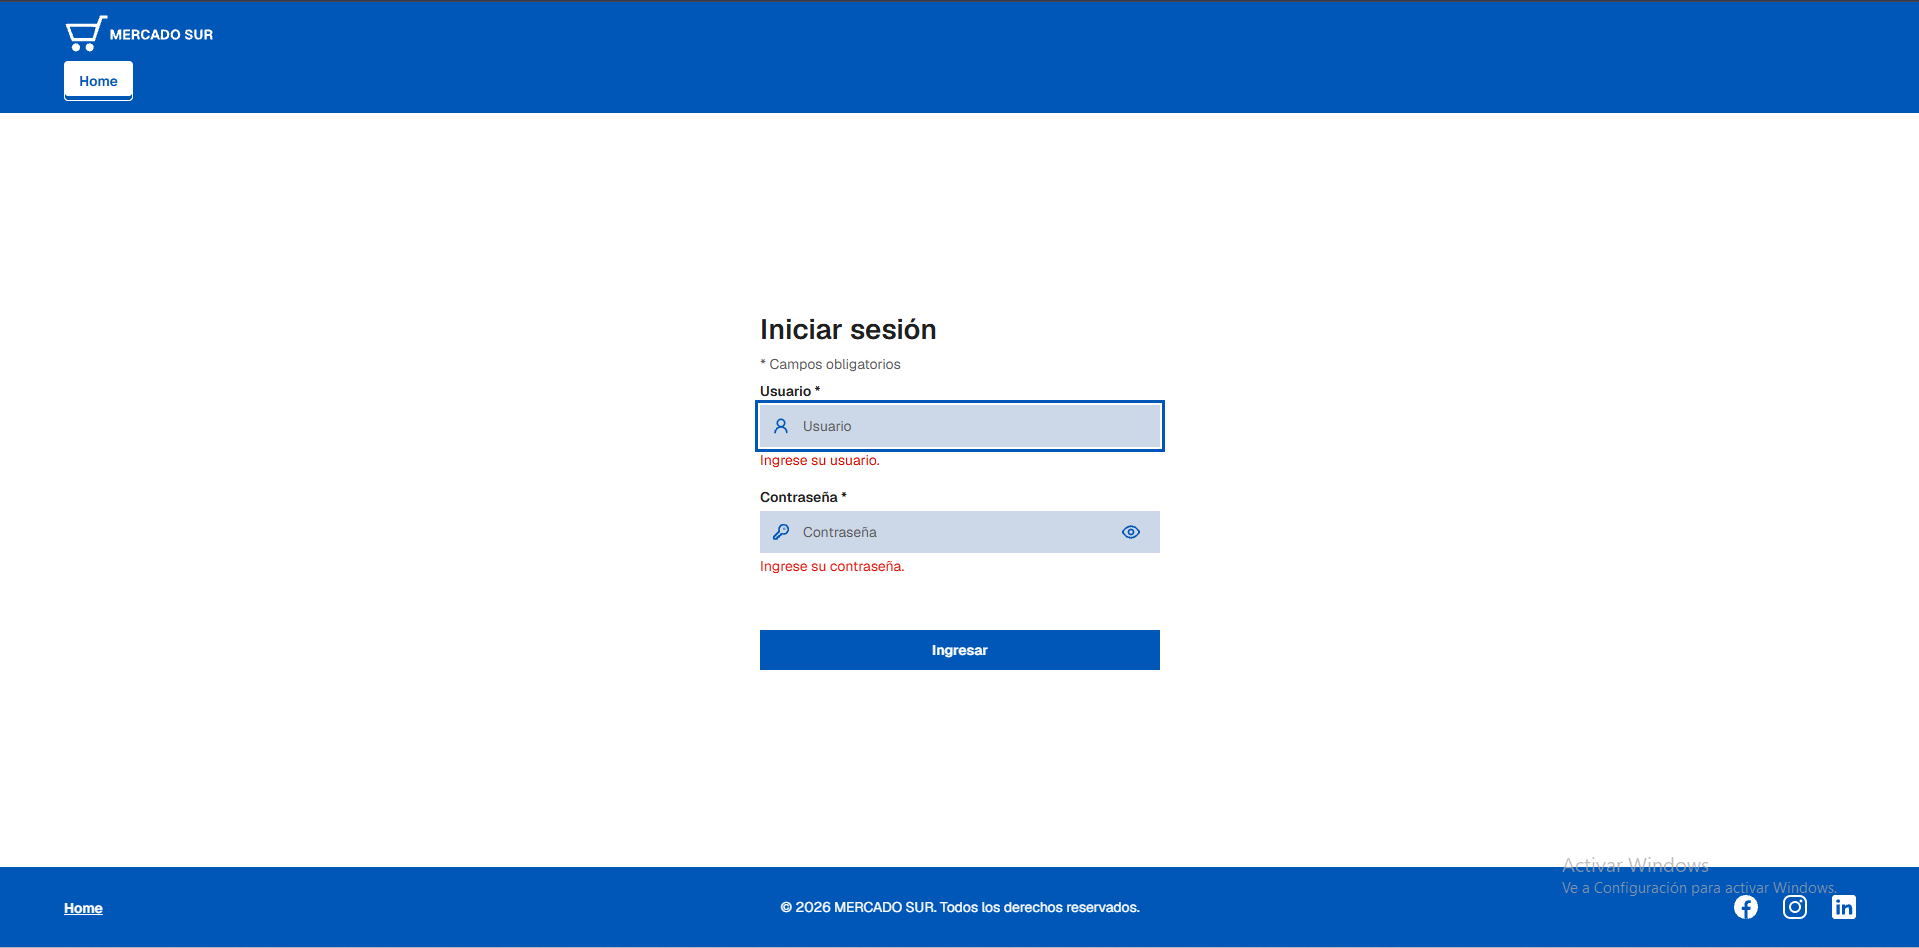 MERCADO SUR
Home
Iniciar sesión
* Campos obligatorios
Usuario *
Usuario
Ingrese su usuario.
Contraseña *
Contraseña
Ingrese su contraseña.
Ingresar
Activar Windows
Ve a Configuración para activar Windows.
Home
© 2026 MERCADO SUR. Todos los derechos reservados.